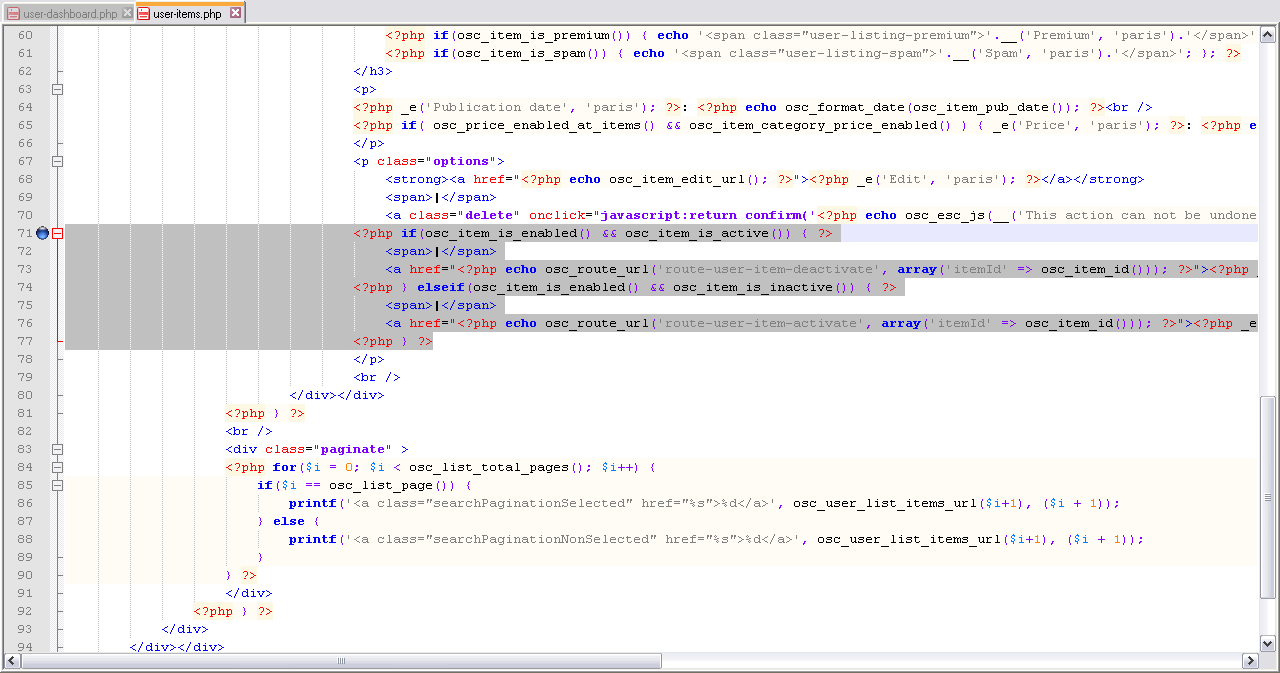 user-dashboard.php user-items.php
60 <?php if(osc_item_is_premium()) { echo '<span class="user-listing-premium">'.__('Premium', 'paris').'</span>'
61 <?php if(osc_item_is_spam()) { echo '<span class="user-listing-spam">'.__('Spam', 'paris').'</span>'; }; ?>
62 </h3>
63 <p>
64 <?php _e('Publication date', 'paris'); ?>: <?php echo osc_format_date(osc_item_pub_date()); ?><br />
65 <?php if( osc_price_enabled_at_items() && osc_item_category_price_enabled() ) { _e('Price', 'paris'); ?>: <?php e
66 </p>
67 <p class="options">
68 <strong><a href="<?php echo osc_item_edit_url(); ?>"><?php _e('Edit', 'paris'); ?></a></strong>
69 <span>|</span>
70 <a class="delete" onclick="javascript:return confirm('<?php echo osc_esc_js(__('This action can not be undone
71 <?php if(osc_item_is_enabled() && osc_item_is_active()) { ?>
72 <span>|</span>
73 <a href="<?php echo osc_route_url('route-user-item-deactivate', array('itemId' => osc_item_id())); ?>"><?php _
74 <?php } elseif(osc_item_is_enabled() && osc_item_is_inactive()) { ?>
75 <span>|</span>
76 <a href="<?php echo osc_route_url('route-user-item-activate', array('itemId' => osc_item_id())); ?>"><?php _e
77 <?php } ?>
78 </p>
79 <br />
80 </div></div>
81 <?php } ?>
82 <br />
83 <div class="paginate" >
84 <?php for($i = 0; $i < osc_list_total_pages(); $i++) {
85 if($i == osc_list_page()) {
86 printf('<a class="searchPaginationSelected" href="%s">%d</a>', osc_user_list_items_url($i+1), ($i + 1));
87 } else {
88 printf('<a class="searchPaginationNonSelected" href="%s">%d</a>', osc_user_list_items_url($i+1), ($i + 1));
89 }
90 } ?>
91 </div>
92 <?php } ?>
93 </div>
94 </div></div>